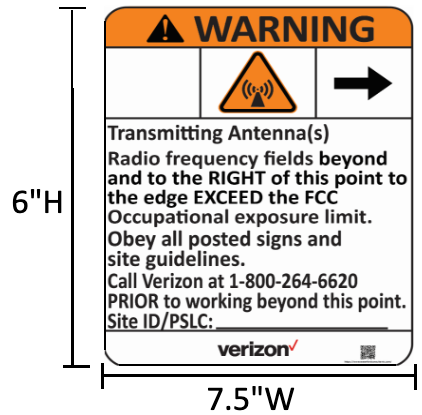 WARNING
Transmitting Antenna(s)
Radio frequency fields beyond
and to the RIGHT of this point to
the edge EXCEED the FCC
Occupational exposure limit.
Obey all posted signs and
site guidelines.
Call Verizon at 1-800-264-6620
PRIOR to working beyond this point.
Site ID/PSLC:
verizon
6"H
7.5"W